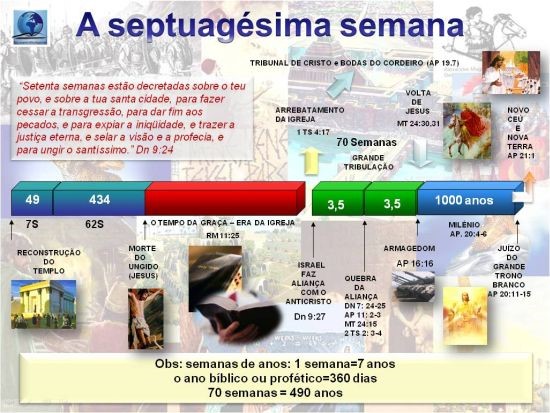 A septuagésima semana
TRIBUNAL DE CRISTO e BODAS DO CORDEIRO (AP 19.7)
"Setenta semanas estão decretadas sobre o teu
povo, e sobre a tua santa cidade, para fazer
cessar a transgressão, para dar fim aos
pecados, e para expiar a iniqüidade, e trazer a
justiça eterna, e selar a visão e a profecia, e
para ungir o santíssimo." Dn 9:24
ARREBATAMENTO
DA IGREJA
1 TS 4:17
VOLTA
DE
JESUS
MT 24:30,31
NOVO
CEÚ
E
NOVA
TERRA
AP 21:1
70 Semanas
GRANDE
TRIBULAÇÃO
49
434
3,5
3,5
1000 anos
7S
62S
O TEMPO DA GRAÇA – ERA DA IGREJA
RM11:25
MILÊNIO
AP. 20:4-6
RECONSTRUÇÃO
DO
TEMPLO
MORTE
DO
UNGIDO
(JESUS)
ISRAEL
FAZ
ALIANÇA
COM O
ANTICRISTO
Dn 9:27
QUEBRA
DA
ALIANÇA
DN 7: 24-25
AP 11: 2-3
MT 24:15
2 TS 2: 3-4
ARMAGEDOM
AP 16:16
JUÍZO
DO
GRANDE
TRONO
BRANCO
AP 20:11-15
Obs: semanas de anos: 1 semana=7 anos
o ano bíblico ou profético=360 dias
70 semanas = 490 anos